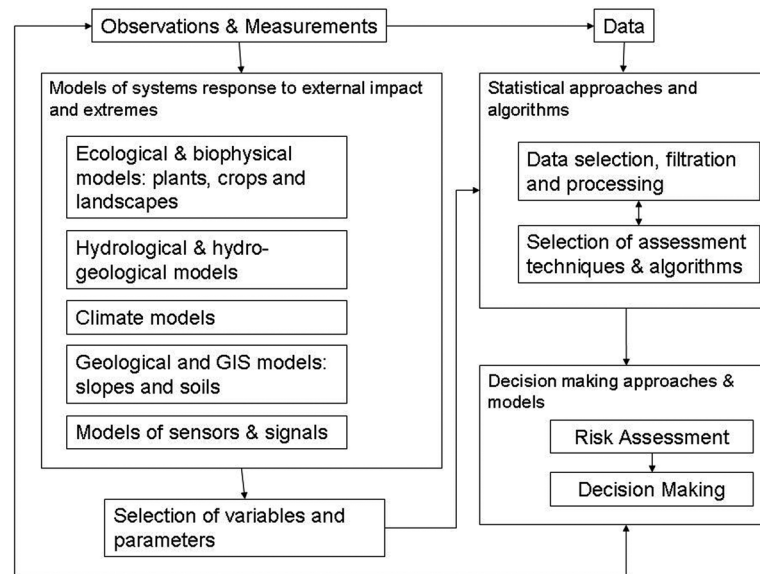 Observations & Measurements
Data
Models of systems response to external impact
and extremes
Ecological & biophysical
models: plants, crops and
landscapes
Hydrological & hydro-
geological models
Climate models
Geological and GIS models:
slopes and soils
Models of sensors & signals
Selection of variables and
parameters
Statistical approaches and
algorithms
Data selection, filtration
and processing
Selection of assessment
techniques & algorithms
Decision making approaches &
models
Risk Assessment
Decision Making